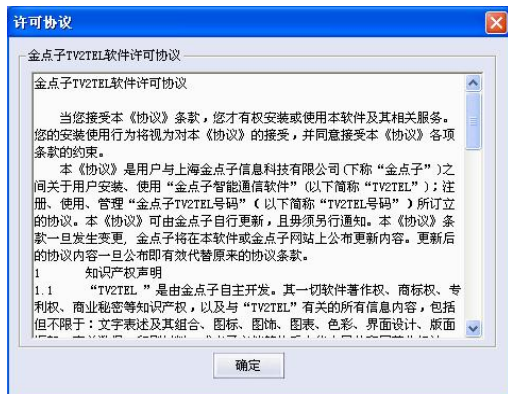 许可协议
金点子TV2TEL软件许可协议
金点子TV2TEL软件许可协议
当您接受本《协议》条款，您才有权安装或使用本软件及其相关服务。
您的安装使用行为将视为对本《协议》的接受，并同意接受本《协议》各项
条款的约束。
本《协议》是用户与上海金点子信息科技有限公司（下称“金点子”）之
间关于用户安装、使用“金点子智能通信软件”（以下简称“TV2TEL”）；注
册、使用、管理“金点子TV2TEL号码”（以下简称“TV2TEL号码”）所订立
的协议。本《协议》可由金点子自行更新，且毋须另行通知。本《协议》条
款一旦发生变更, 金点子将在本软件或金点子网站上公布更新内容。更新后
的协议内容一旦公布即有效代替原来的协议条款。
1 知识产权声明
1.1 “TV2TEL ”是由金点子自主开发。其一切软件著作权、商标权、专
利权、商业秘密等知识产权，以及与“TV2TEL”有关的所有信息内容，包括
但不限于：文字表述及其组合、图标、图饰、图表、色彩、界面设计、版面
确定